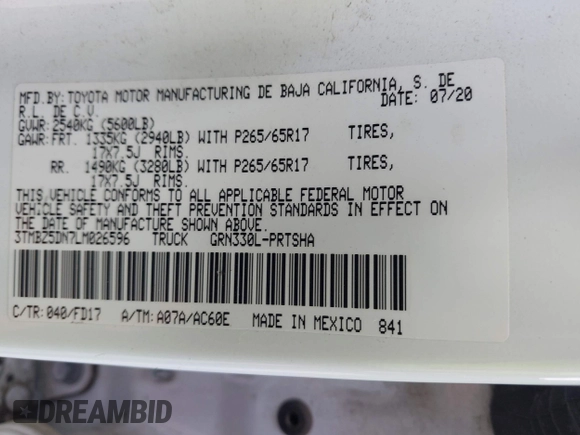 MFD.BY: TOYOTA MOTOR MANUFACTURING DE BAJA CALIFORNIA, S. DE
R.L. DE C.V. DATE: 07/20
GVWR: 2540KG (5600LB)
GAWR: FRT. 1335KG (2940LB) WITH P265/65R17 TIRES,
17X7.5J RIMS.
RR. 1490KG (3280LB) WITH P265/65R17 TIRES,
17X7.5J RIMS.
THIS VEHICLE CONFORMS TO ALL APPLICABLE FEDERAL MOTOR
VEHICLE SAFETY AND THEFT PREVENTION STANDARDS IN EFFECT ON
THE DATE OF MANUFACTURE SHOWN ABOVE.
3TMBZ5DN7LM026596 TRUCK GRN330L-PRTSHA
C/TR: 040/FD17 A/TM: A07A/AC60E MADE IN MEXICO 841
DREAMBID